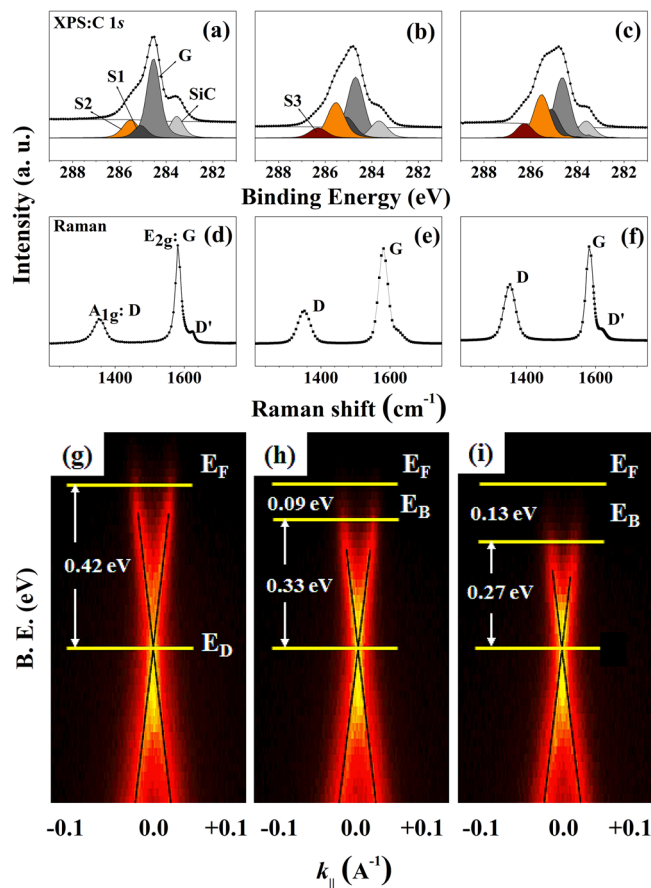 XPS:C 1s
(a)
(b)
(c)
G
S1
S2
SiC
S3
288 286 284 282
288 286 284 282
288 286 284 282
Binding Energy (eV)
Intensity (a. u.)
Raman
E2g: G
(d)
(e)
(f)
A1g: D
D'
D
G
D
G
D'
1400 1600
1400 1600
1400 1600
Raman shift (cm-1)
(g)
(h)
(i)
EF
EF
EF
0.42 eV
0.09 eV
EB
0.33 eV
0.13 eV
EB
0.27 eV
ED
B. E. (eV)
-0.1 0.0 +0.1
-0.1 0.0 +0.1
-0.1 0.0 +0.1
k|| (A-1)